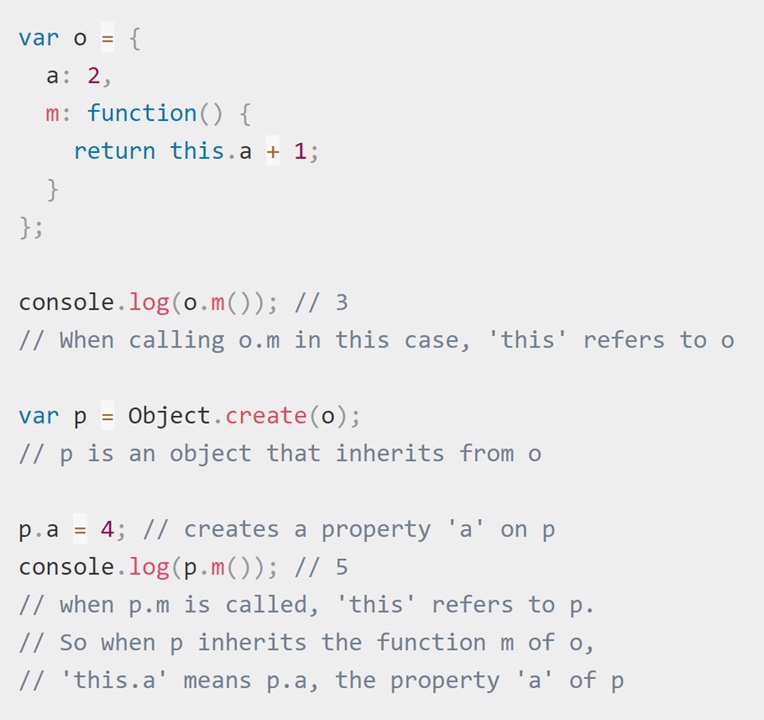 var o = {
  a: 2,
  m: function() {
    return this.a + 1;
  }
};
console.log(o.m()); // 3
// When calling o.m in this case, 'this' refers to o
var p = Object.create(o);
// p is an object that inherits from o
p.a = 4; // creates a property 'a' on p
console.log(p.m()); // 5
// when p.m is called, 'this' refers to p.
// So when p inherits the function m of o,
// 'this.a' means p.a, the property 'a' of p